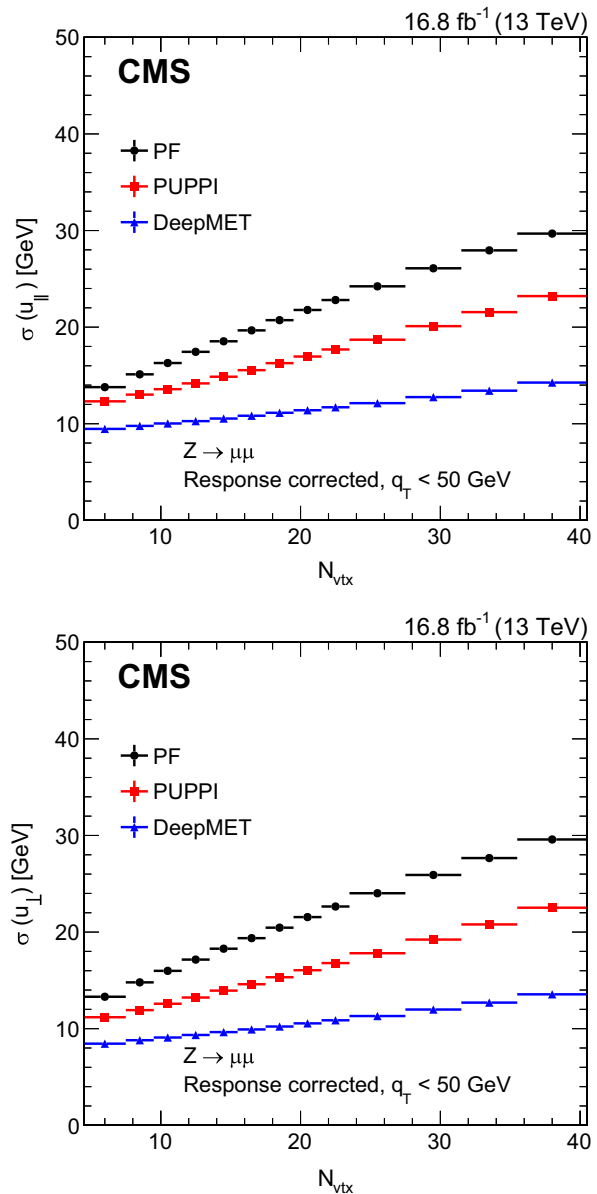 16.8 fb⁻¹ (13 TeV)
50
CMS
40
PF
PUPPI
DeepMET
30
σ (u_||) [GeV]
20
10
Z → μμ
Response corrected, q_T < 50 GeV
0
10 20 30 40
N_vtx
16.8 fb⁻¹ (13 TeV)
50
CMS
40
PF
PUPPI
DeepMET
30
σ (u_⊥) [GeV]
20
10
Z → μμ
Response corrected, q_T < 50 GeV
0
10 20 30 40
N_vtx